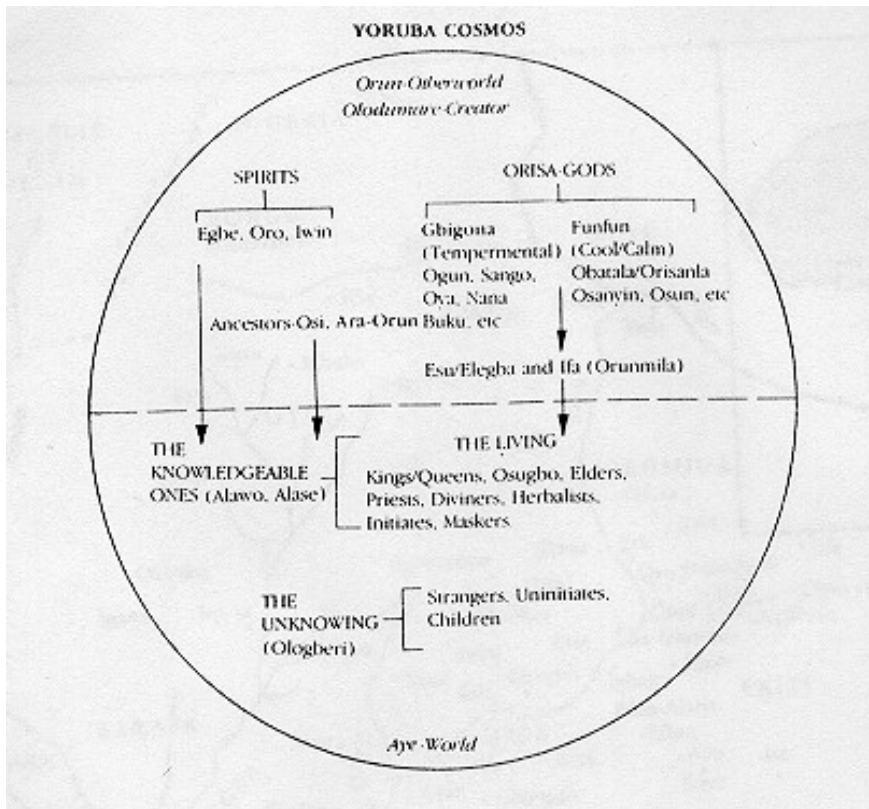 YORUBA COSMOS
Orun-Otherworld
Olodumare-Creator
SPIRITS
Egbe, Oro, Iwin
ORISA-GODS
Gbigona
(Tempermental)
Ogun, Sango,
Oya, Nana
Buku, etc
Funfun
(Cool/Calm)
Obatala/Orisanla
Osanyin, Osun, etc
Ancestors-Osi, Ara-Orun
Esu/Elegba and Ifa (Orunmila)
THE
KNOWLEDGEABLE
ONES (Alawo, Alase)
THE LIVING
Kings/Queens, Osugbo, Elders,
Priests, Diviners, Herbalists,
Initiates, Maskers
THE
UNKNOWING
(Ologberi)
Strangers, Uninitiates,
Children
Aye-World